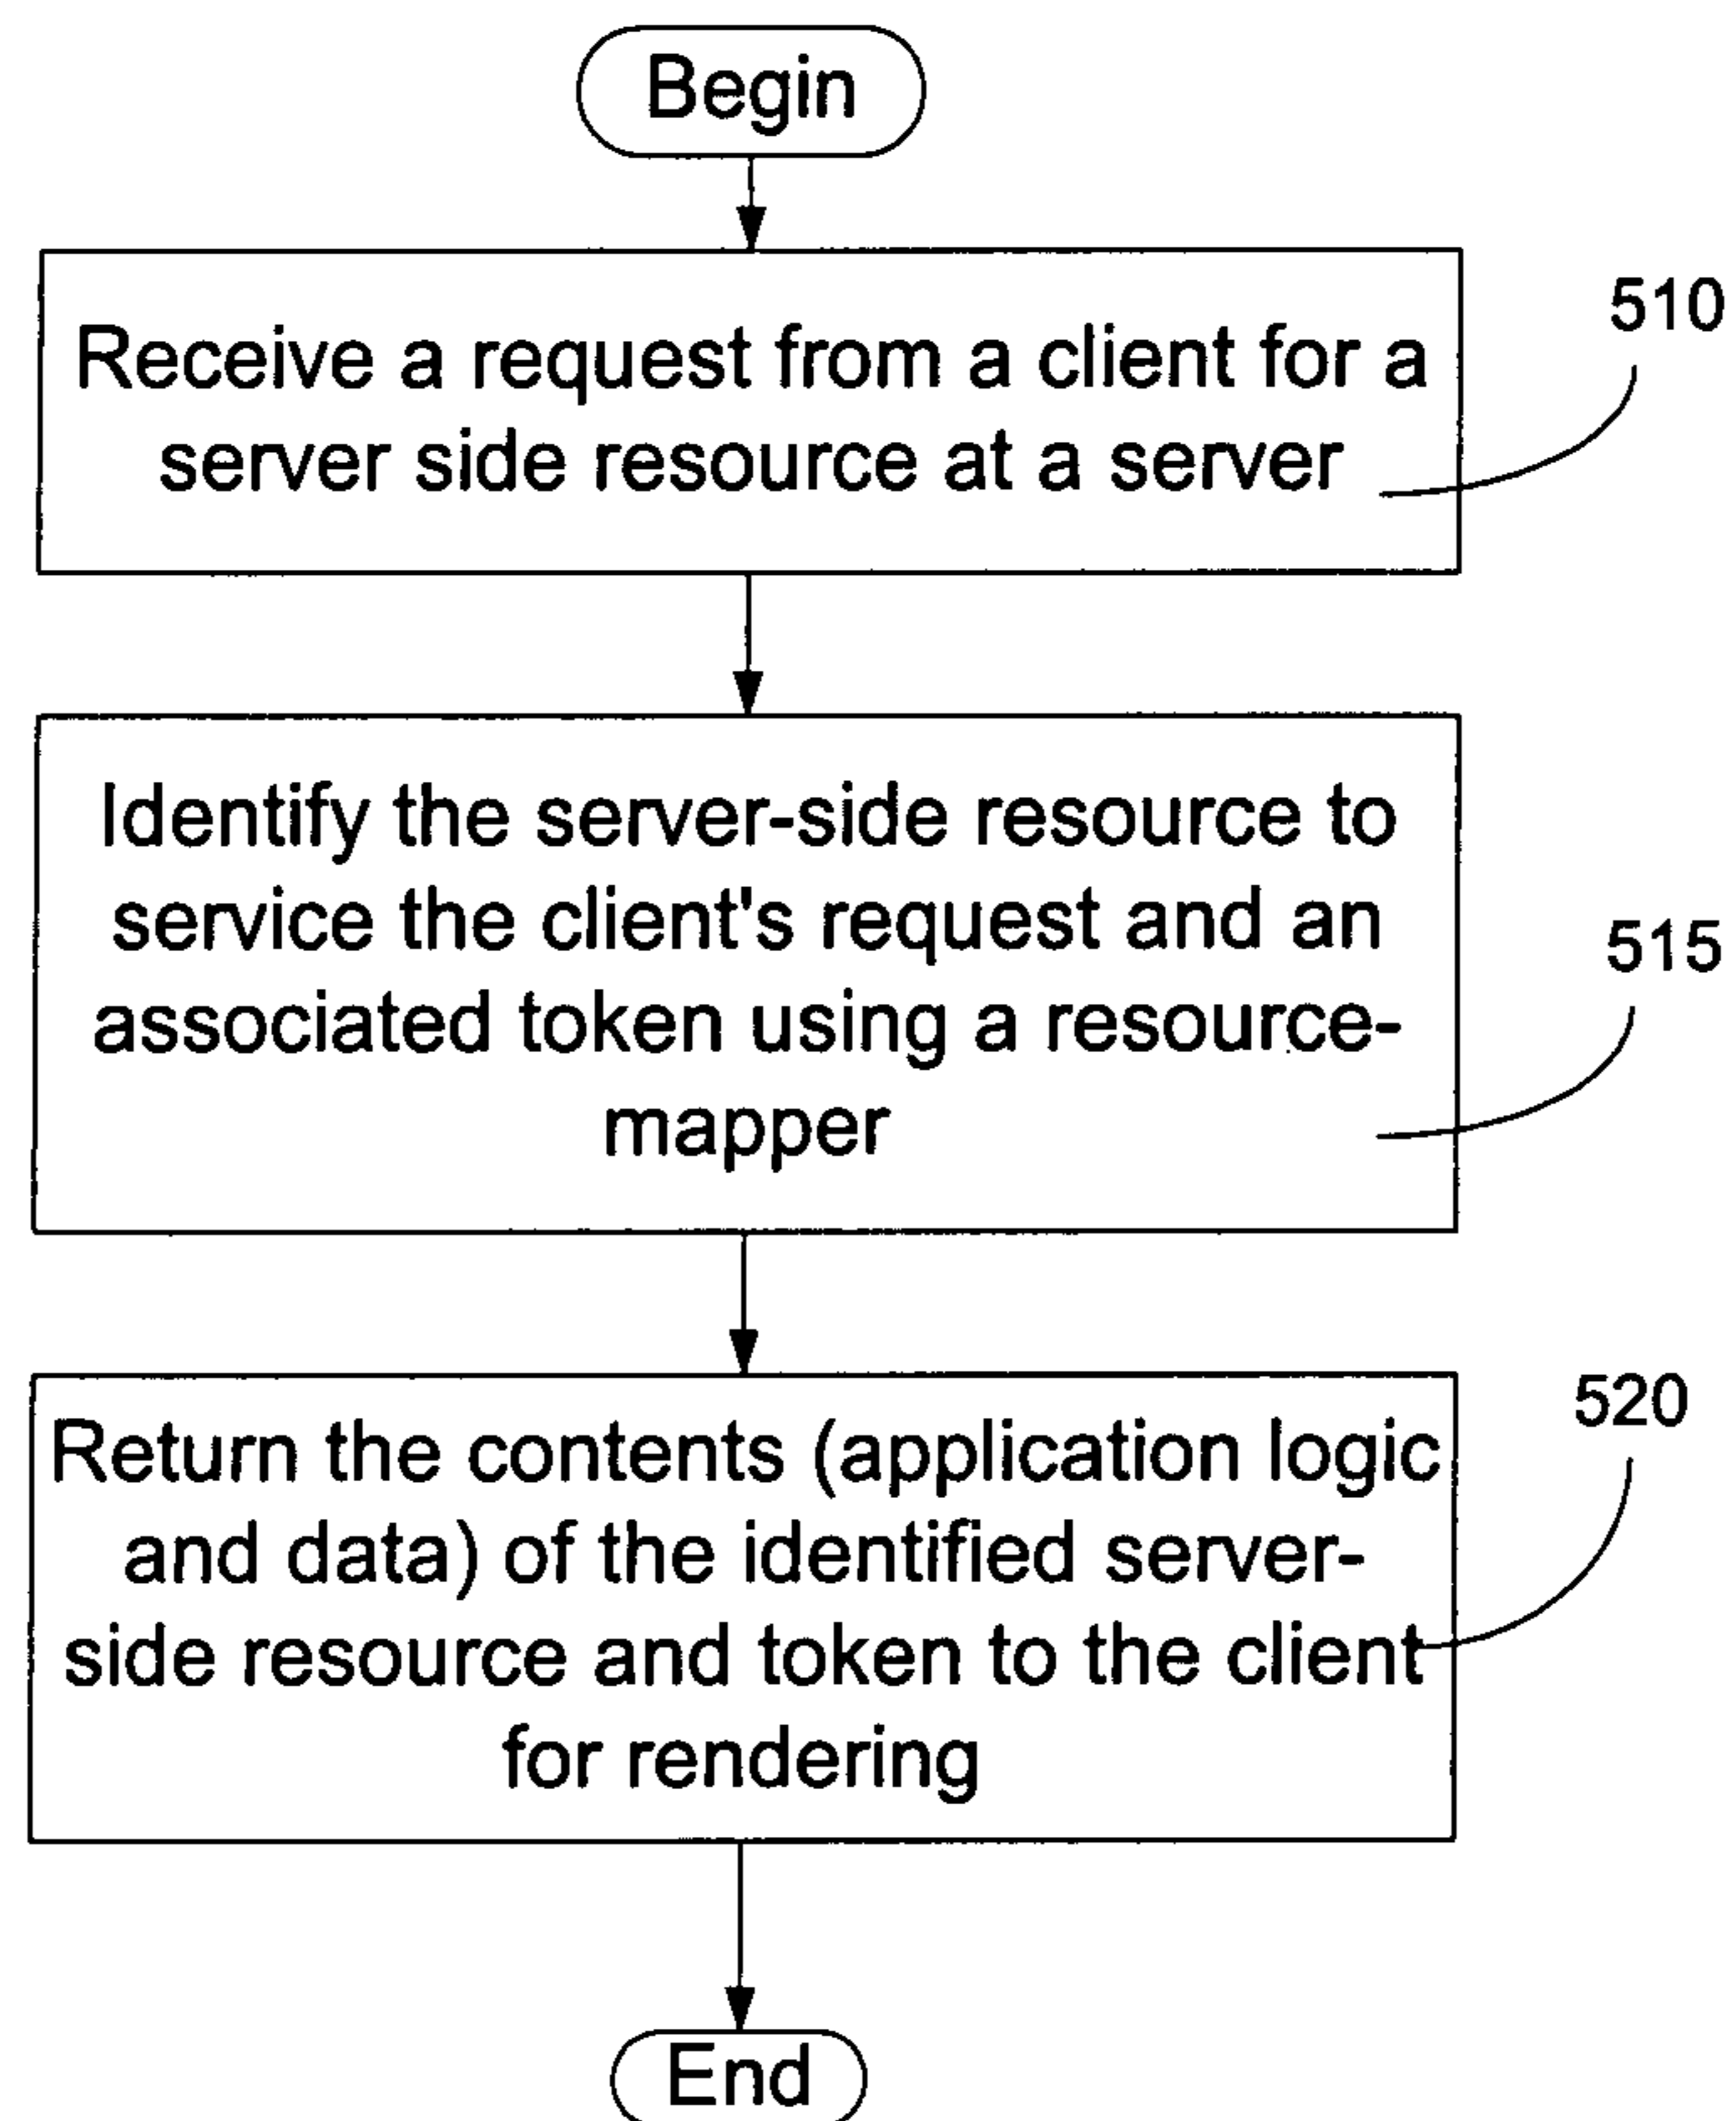 Begin
510
Receive a request from a client for a
server side resource at a server
Identify the server-side resource to
service the client's request and an
515
associated token using a resource-
mapper
520
Return the contents (application logic
and data) of the identified server-
side resource and token to the client
for rendering
End